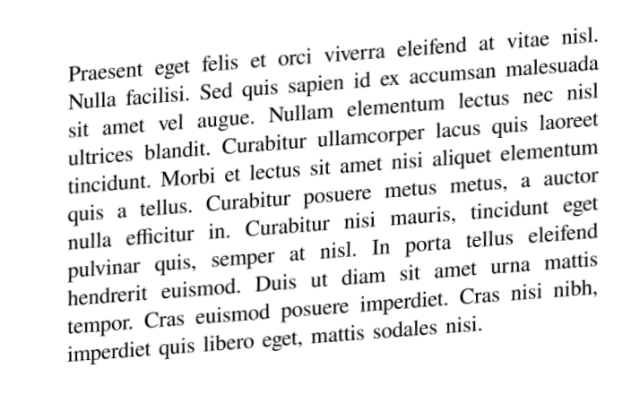 Praesent eget felis et orci viverra eleifend at vitae nisl.
Nulla facilisi. Sed quis sapien id ex accumsan malesuada
sit amet vel augue. Nullam elementum lectus nec nisl
ultrices blandit. Curabitur ullamcorper lacus quis laoreet
tincidunt. Morbi et lectus sit amet nisi aliquet elementum
quis a tellus. Curabitur posuere metus metus, a auctor
nulla efficitur in. Curabitur nisi mauris, tincidunt eget
pulvinar quis, semper at nisl. In porta tellus eleifend
hendrerit euismod. Duis ut diam sit amet urna mattis
tempor. Cras euismod posuere imperdiet. Cras nisi nibh,
imperdiet quis libero eget, mattis sodales nisi.